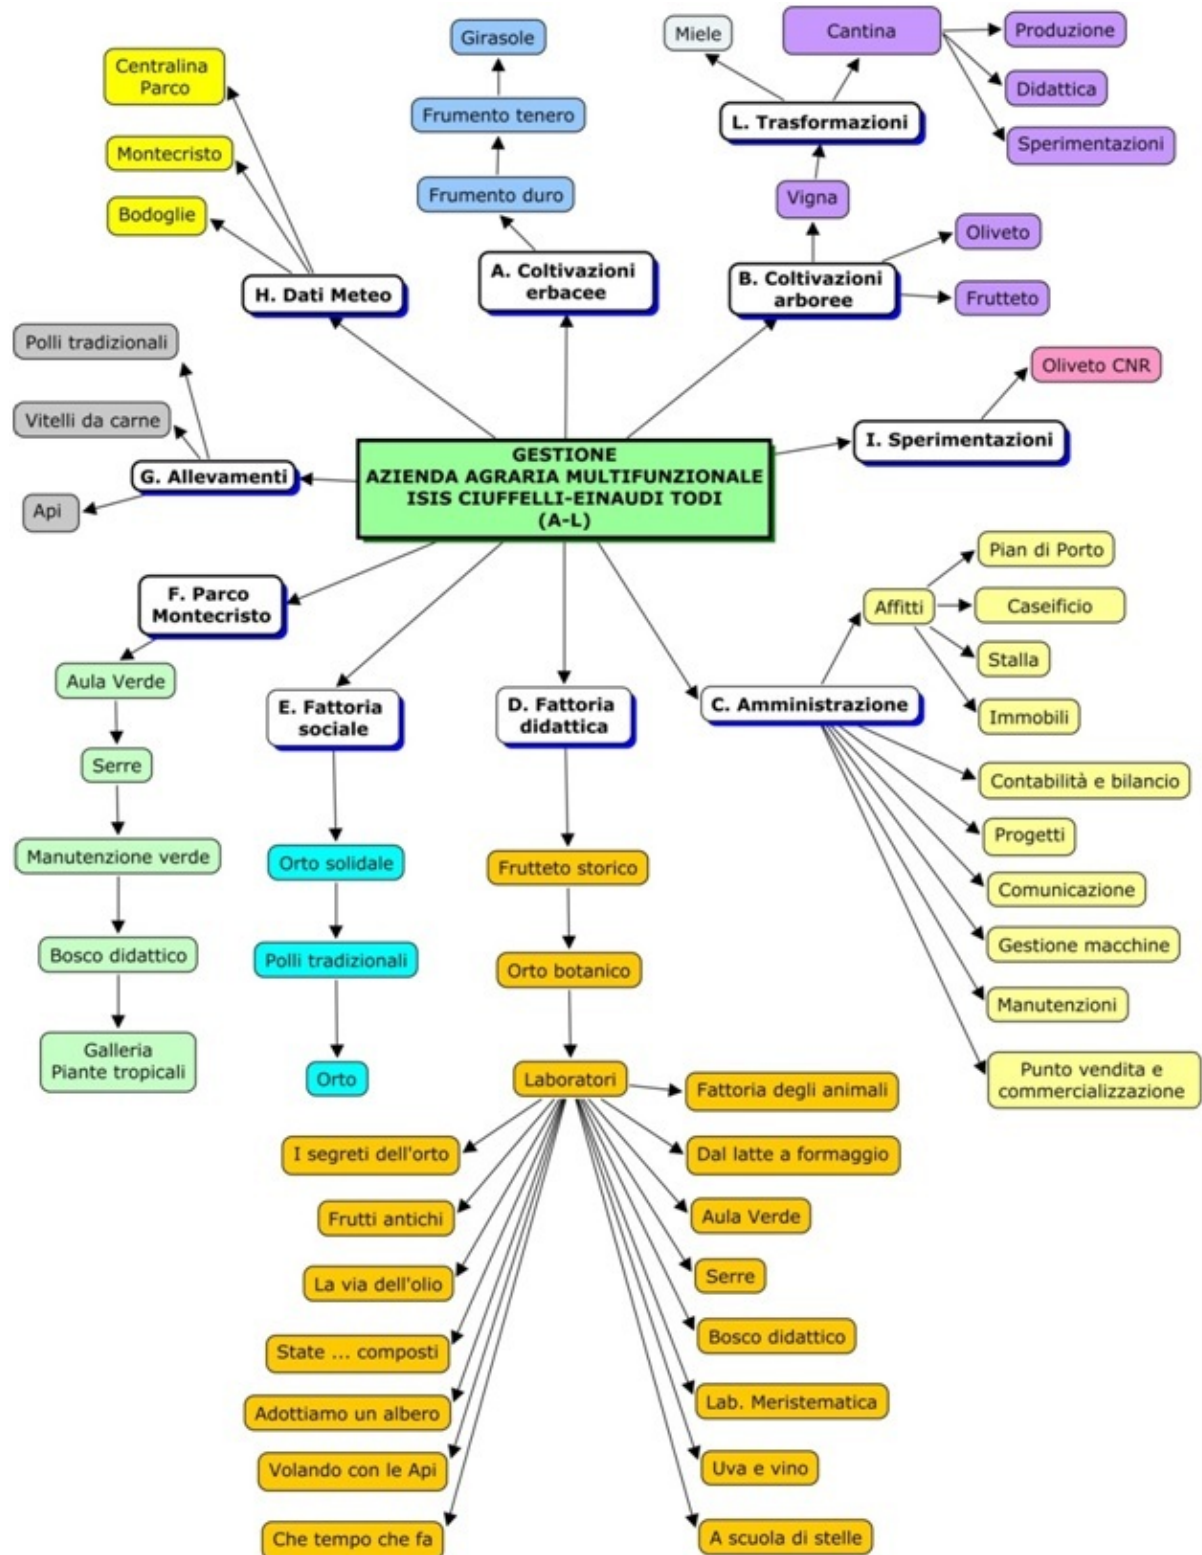 Girasole
Miele
Cantina
Produzione
Centralina
Parco
Didattica
Frumento tenero
L. Trasformazioni
Sperimentazioni
Montecristo
Frumento duro
Vigna
Bodoglie
Oliveto
A. Coltivazioni
erbacee
B. Coltivazioni
arboree
H. Dati Meteo
Frutteto
Polli tradizionali
Oliveto CNR
Vitelli da carne
I. Sperimentazioni
GESTIONE
AZIENDA AGRARIA MULTIFUNZIONALE
ISIS CIUFFELLI-EINAUDI TODI
(A-L)
G. Allevamenti
Api
Pian di Porto
F. Parco
Montecristo
Affitti
Caseificio
Stalla
Aula Verde
E. Fattoria
sociale
D. Fattoria
didattica
C. Amministrazione
Immobili
Serre
Contabilità e bilancio
Progetti
Manutenzione verde
Orto solidale
Frutteto storico
Comunicazione
Gestione macchine
Bosco didattico
Polli tradizionali
Orto botanico
Manutenzioni
Galleria
Piante tropicali
Orto
Laboratori
Fattoria degli animali
Punto vendita e
commercializzazione
I segreti dell'orto
Dal latte a formaggio
Frutti antichi
Aula Verde
La via dell'olio
Serre
State ... composti
Bosco didattico
Adottiamo un albero
Lab. Meristematica
Volando con le Api
Uva e vino
Che tempo che fa
A scuola di stelle